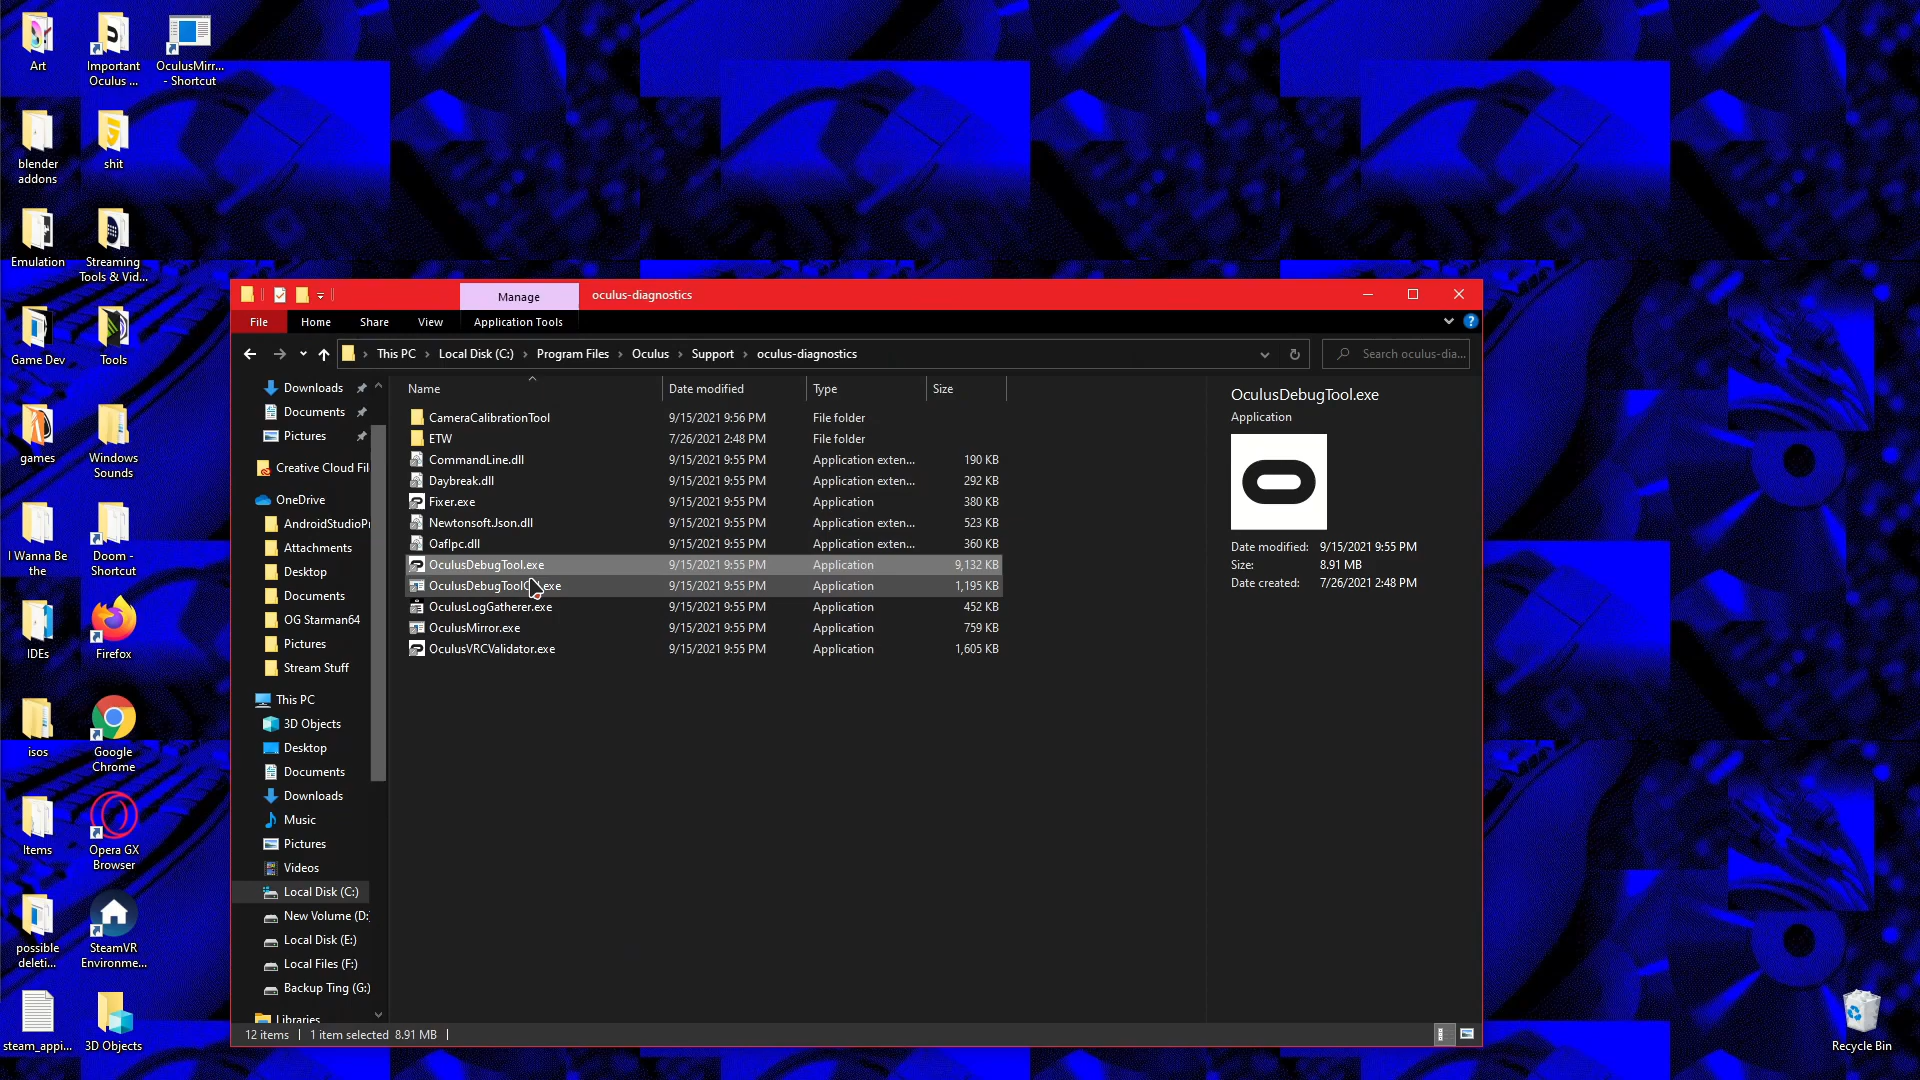 Art
Important
Oculus ...
OculusMirr...
- Shortcut
blender
addons
shit
Emulation
Streaming
Tools & Vid...
Game Dev
Tools
games
Windows
Sounds
I Wanna Be
the
Doom -
Shortcut
IDEs
Firefox
isos
Google
Chrome
Items
Opera GX
Browser
possible
deleti...
SteamVR
Environme...
steam_appi...
3D Objects
Recycle Bin
Manage
oculus-diagnostics
File
Home
Share
View
Application Tools
This PC > Local Disk (C:) > Program Files > Oculus > Support > oculus-diagnostics
Search oculus-dia...
Downloads
Documents
Pictures
Creative Cloud Fil
OneDrive
AndroidStudioPr
Attachments
Desktop
Documents
OG Starman64
Pictures
Stream Stuff
This PC
3D Objects
Desktop
Documents
Downloads
Music
Pictures
Videos
Local Disk (C:)
New Volume (D:)
Local Disk (E:)
Local Files (F:)
Backup Ting (G:)
Libraries
Name Date modified Type Size
CameraCalibrationTool 9/15/2021 9:56 PM File folder
ETW 7/26/2021 2:48 PM File folder
CommandLine.dll 9/15/2021 9:55 PM Application exten... 190 KB
Daybreak.dll 9/15/2021 9:55 PM Application exten... 292 KB
Fixer.exe 9/15/2021 9:55 PM Application 380 KB
Newtonsoft.Json.dll 9/15/2021 9:55 PM Application exten... 523 KB
OafIpc.dll 9/15/2021 9:55 PM Application exten... 360 KB
OculusDebugTool.exe 9/15/2021 9:55 PM Application 9,132 KB
9/15/2021 9:55 PM Application 1,195 KB
OculusLogGatherer.exe 9/15/2021 9:55 PM Application 452 KB
OculusMirror.exe 9/15/2021 9:55 PM Application 759 KB
OculusVRCValidator.exe 9/15/2021 9:55 PM Application 1,605 KB
OculusDebugTool.exe
Application
Date modified: 9/15/2021 9:55 PM
Size: 8.91 MB
Date created: 7/26/2021 2:48 PM
12 items
1 item selected 8.91 MB